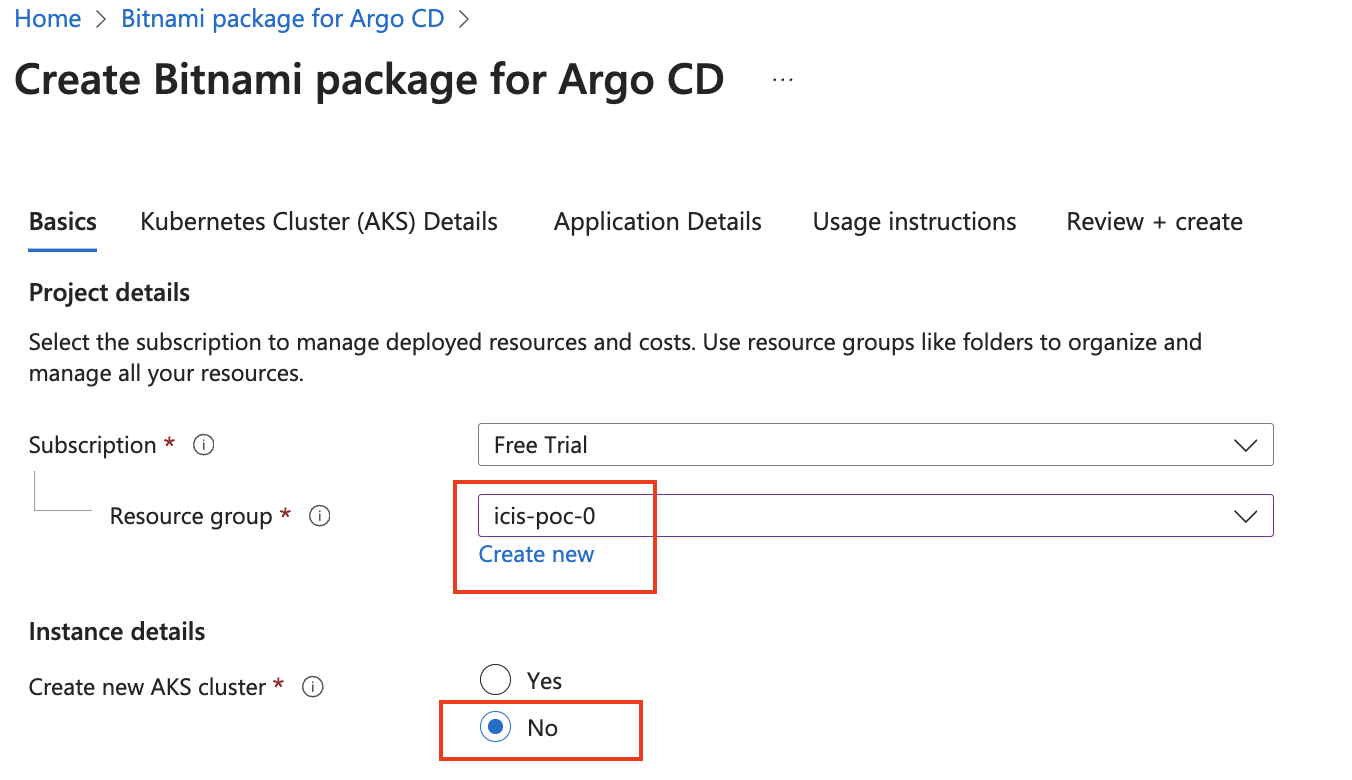 Home > Bitnami package for Argo CD >
Create Bitnami package for Argo CD ...
Basics Kubernetes Cluster (AKS) Details Application Details Usage instructions Review + create
Project details
Select the subscription to manage deployed resources and costs. Use resource groups like folders to organize and
manage all your resources.
Subscription * Free Trial
Resource group * icis-poc-0
Create new
Instance details
Create new AKS cluster * Yes
No